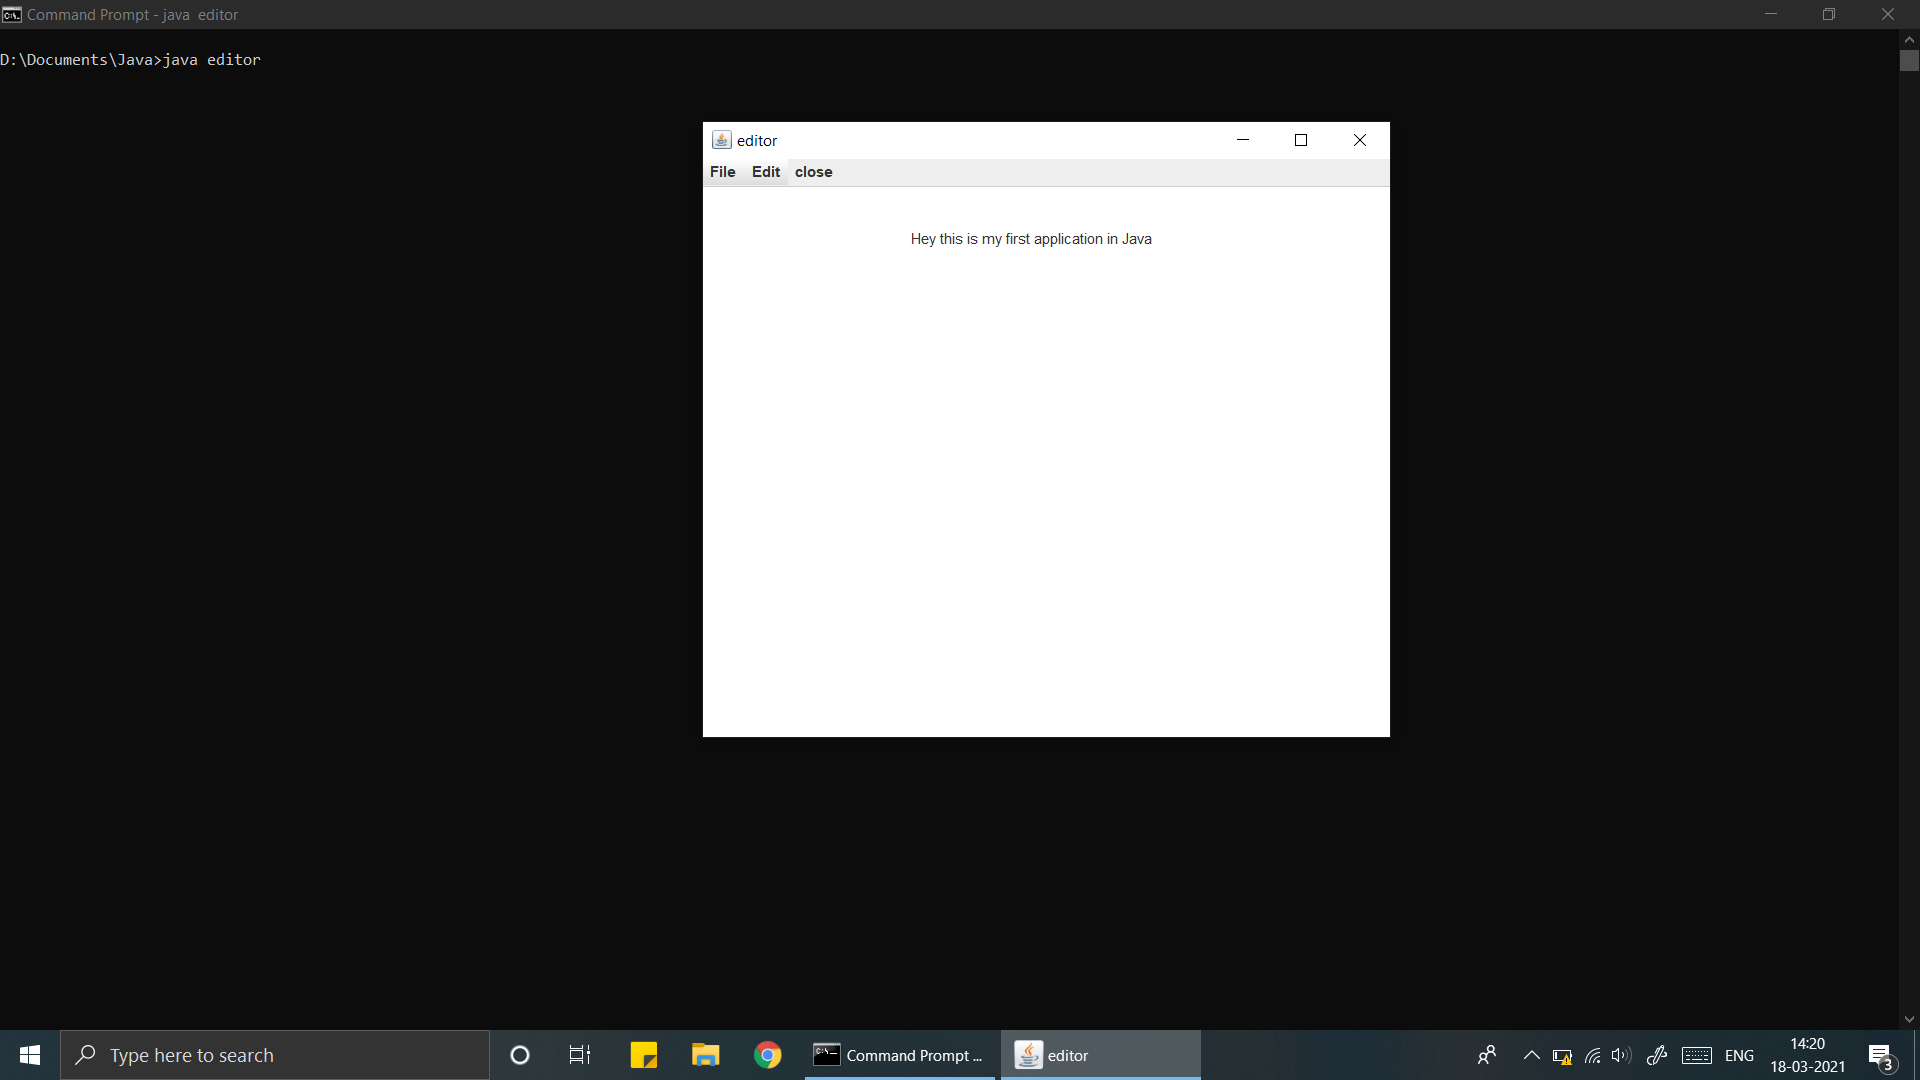 Command Prompt - java  editor
D:\Documents\Java>java editor
editor
File Edit close
Hey this is my first application in Java
Type here to search
Command Prompt ...
editor
ENG
14:20
18-03-2021
3